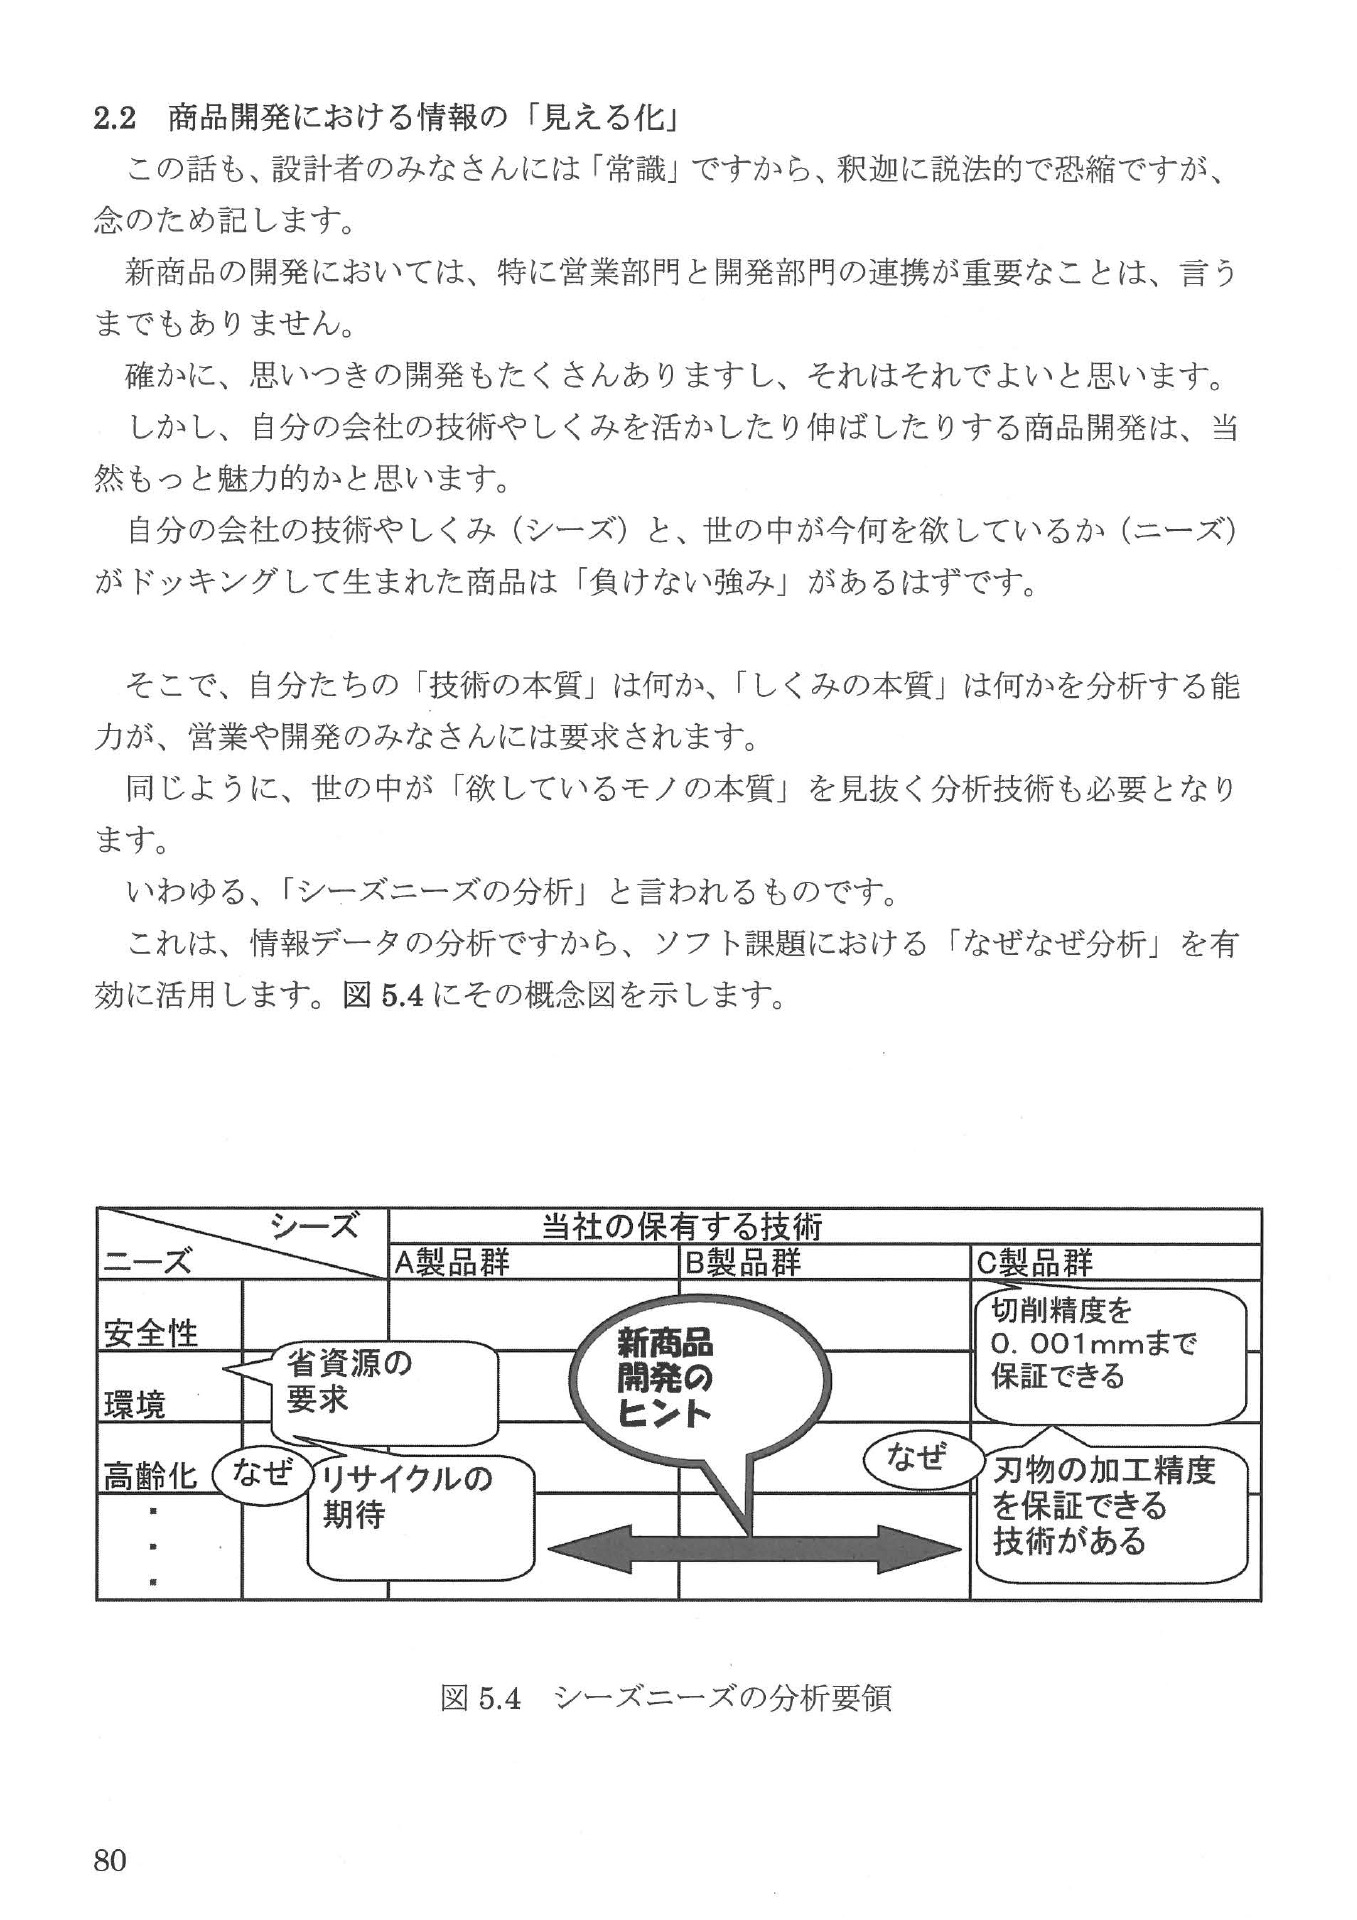 2.2　商品開発における情報の「見える化」
この話も、設計者のみなさんには「常識」ですから、釈迦に説法的で恐縮ですが、
念のため記します。
新商品の開発においては、特に営業部門と開発部門の連携が重要なことは、言う
までもありません。
確かに、思いつきの開発もたくさんありますし、それはそれでよいと思います。
しかし、自分の会社の技術やしくみを活かしたり伸ばしたりする商品開発は、当
然もっと魅力的かと思います。
自分の会社の技術やしくみ（シーズ）と、世の中が今何を欲しているか（ニーズ）
がドッキングして生まれた商品は「負けない強み」があるはずです。
そこで、自分たちの「技術の本質」は何か、「しくみの本質」は何かを分析する能
力が、営業や開発のみなさんには要求されます。
同じように、世の中が「欲しているモノの本質」を見抜く分析技術も必要となり
ます。
いわゆる、「シーズニーズの分析」と言われるものです。
これは、情報データの分析ですから、ソフト課題における「なぜなぜ分析」を有
効に活用します。図 5.4 にその概念図を示します。
シーズ
ニーズ
当社の保有する技術
A製品群
B製品群
C製品群
安全性
環境
高齢化
・
・
・
省資源の
要求
なぜ
リサイクルの
期待
新商品
開発の
ヒント
切削精度を
0. 001mmまで
保証できる
なぜ
刃物の加工精度
を保証できる
技術がある
図 5.4　シーズニーズの分析要領
80